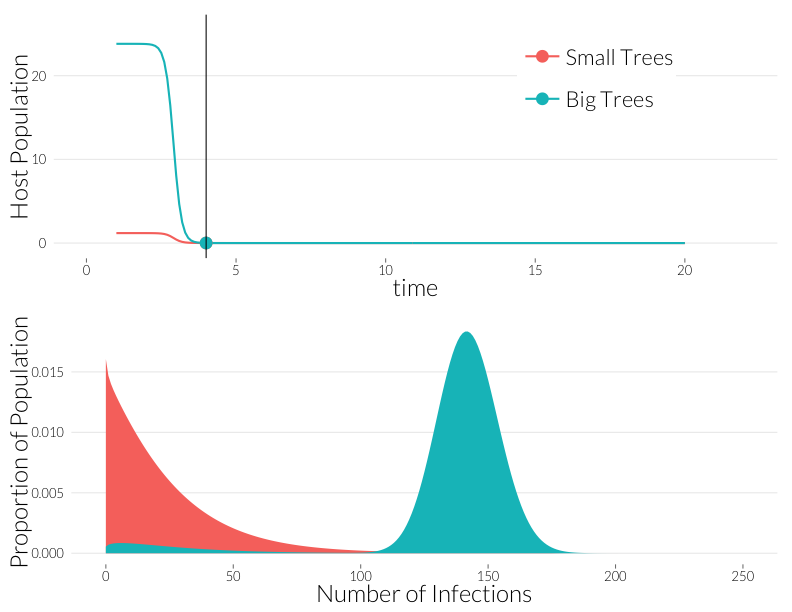 Host Population
20
10
0
Small Trees
Big Trees
0 5 10 15 20
time
Proportion of Population
0.015
0.010
0.005
0.000
0 50 100 150 200 250
Number of Infections